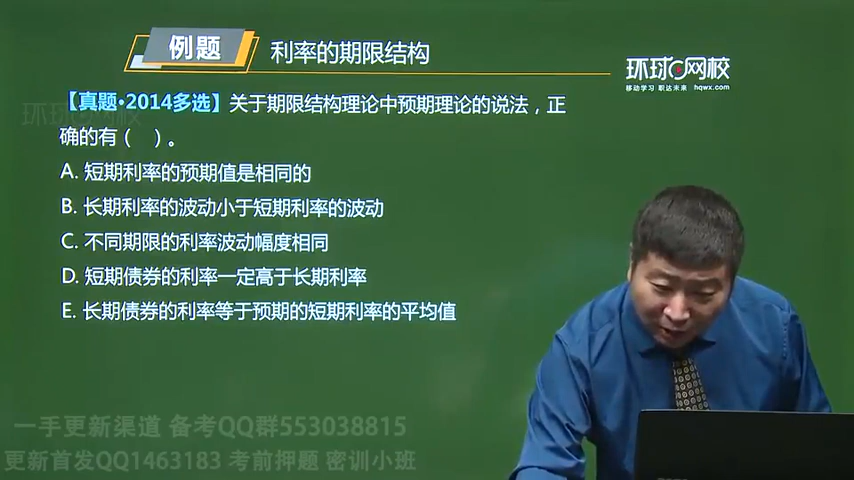 例题 利率的期限结构
环球网校
移动学习 职达未来 hqwx.com
环球网校
【真题·2014多选】关于期限结构理论中预期理论的说法，正
确的有（ ）。
A. 短期利率的预期值是相同的
B. 长期利率的波动小于短期利率的波动
C. 不同期限的利率波动幅度相同
D. 短期债券的利率一定高于长期利率
E. 长期债券的利率等于预期的短期利率的平均值
一手更新渠道 备考QQ群553038815
更新首发QQ1463183 考前押题 密训小班